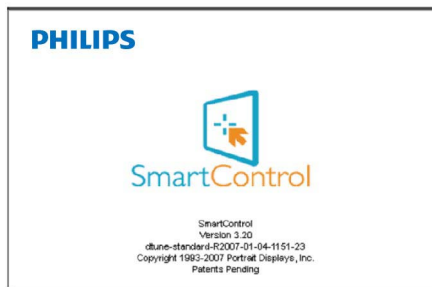 PHILIPS
SmartControl
SmartControl
Version 3.20
dtune-standard-R2007-01-04-1151-23
Copyright 1993-2007 Portrait Displays, Inc.
Patents Pending